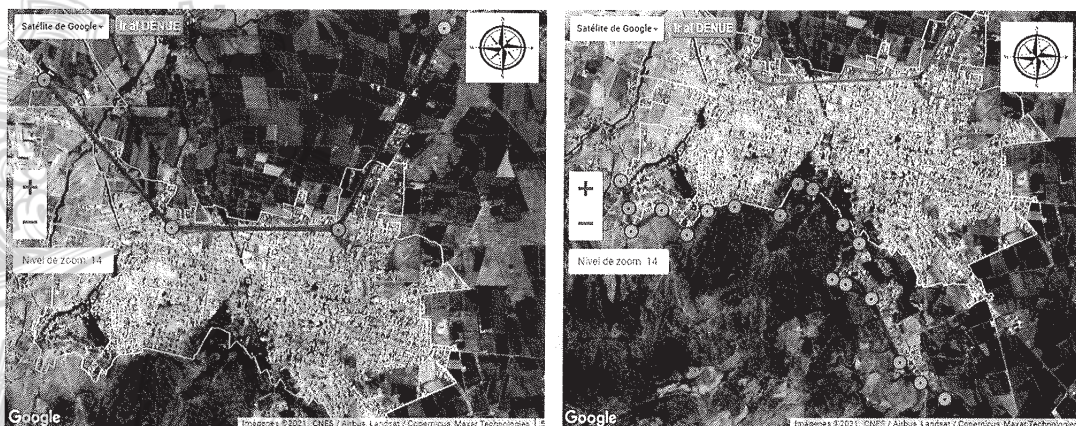 Satélite de Google
Ir al DENUE
Nivel de zoom: 14
Google
Imágenes ©2021, CNES / Airbus, Landsat / Copernicus, Maxar Technologies
Satélite de Google
Ir al DENUE
Nivel de zoom: 14
Google
Imágenes ©2021, CNES / Airbus, Landsat / Copernicus, Maxar Technologies